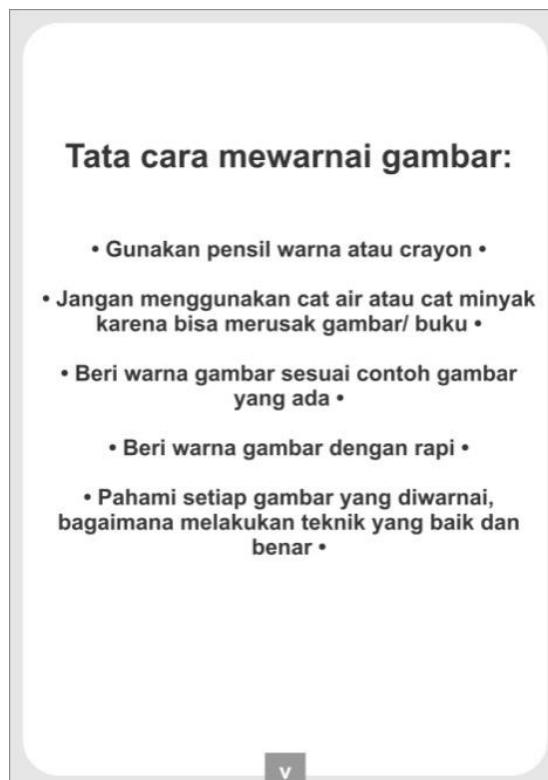 Tata cara mewarnai gambar:
• Gunakan pensil warna atau crayon •
• Jangan menggunakan cat air atau cat minyak
karena bisa merusak gambar/ buku •
• Beri warna gambar sesuai contoh gambar
yang ada •
• Beri warna gambar dengan rapi •
• Pahami setiap gambar yang diwarnai,
bagaimana melakukan teknik yang baik dan
benar •
v